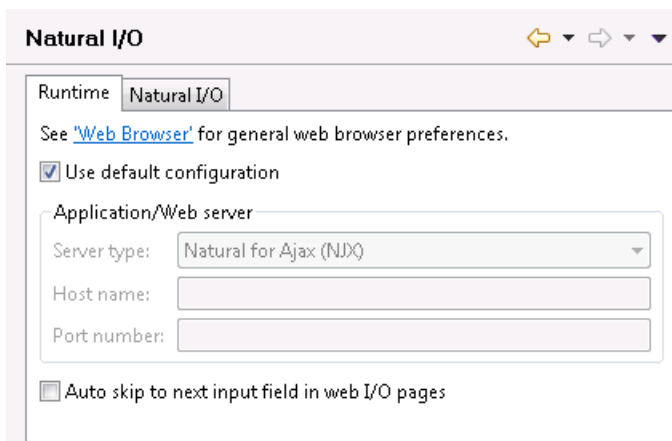 Natural I/O
Runtime
Natural I/O
See 'Web Browser' for general web browser preferences.
Use default configuration
Application/Web server
Server type:
Natural for Ajax (NJX)
Host name:
Port number:
Auto skip to next input field in web I/O pages